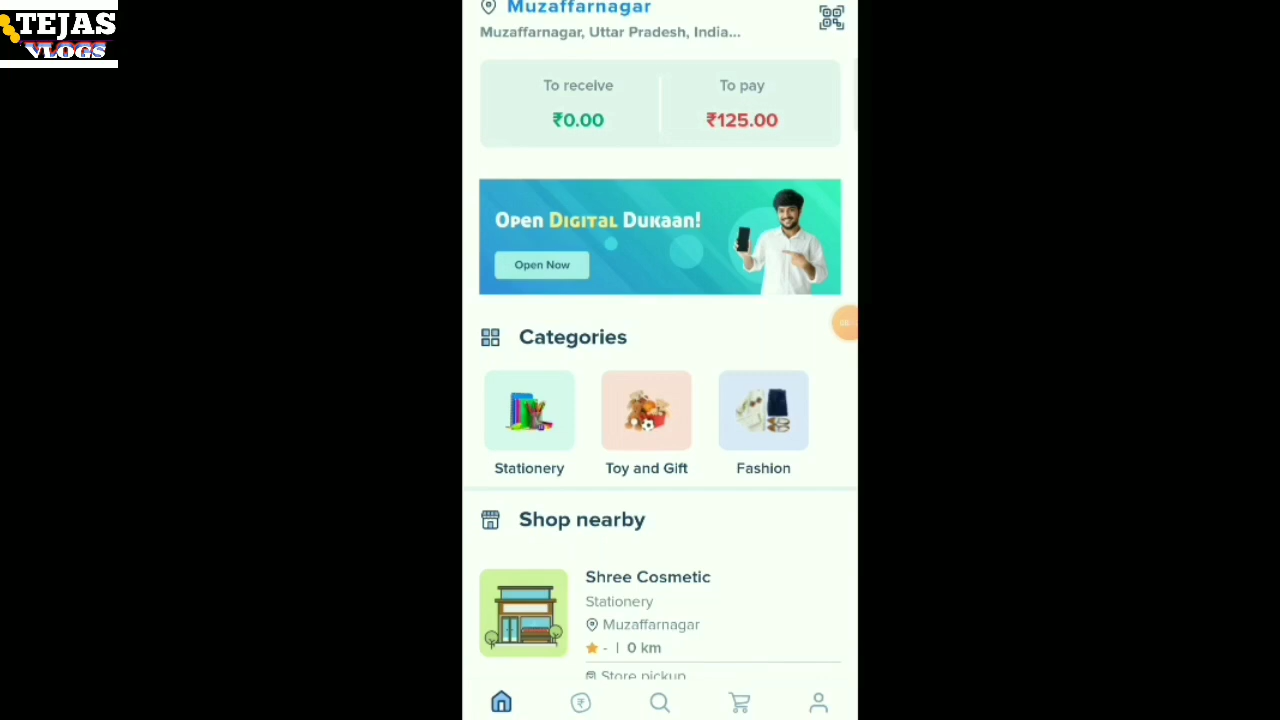 TEJAS
VLOGS
Muzaffarnagar
Muzaffarnagar, Uttar Pradesh, India...
To receive
To pay
₹0.00
₹125.00
Open Digital Dukaan!
Open Now
Categories
Stationery
Toy and Gift
Fashion
Shop nearby
Shree Cosmetic
Stationery
Muzaffarnagar
- | 0 km
Store pickup